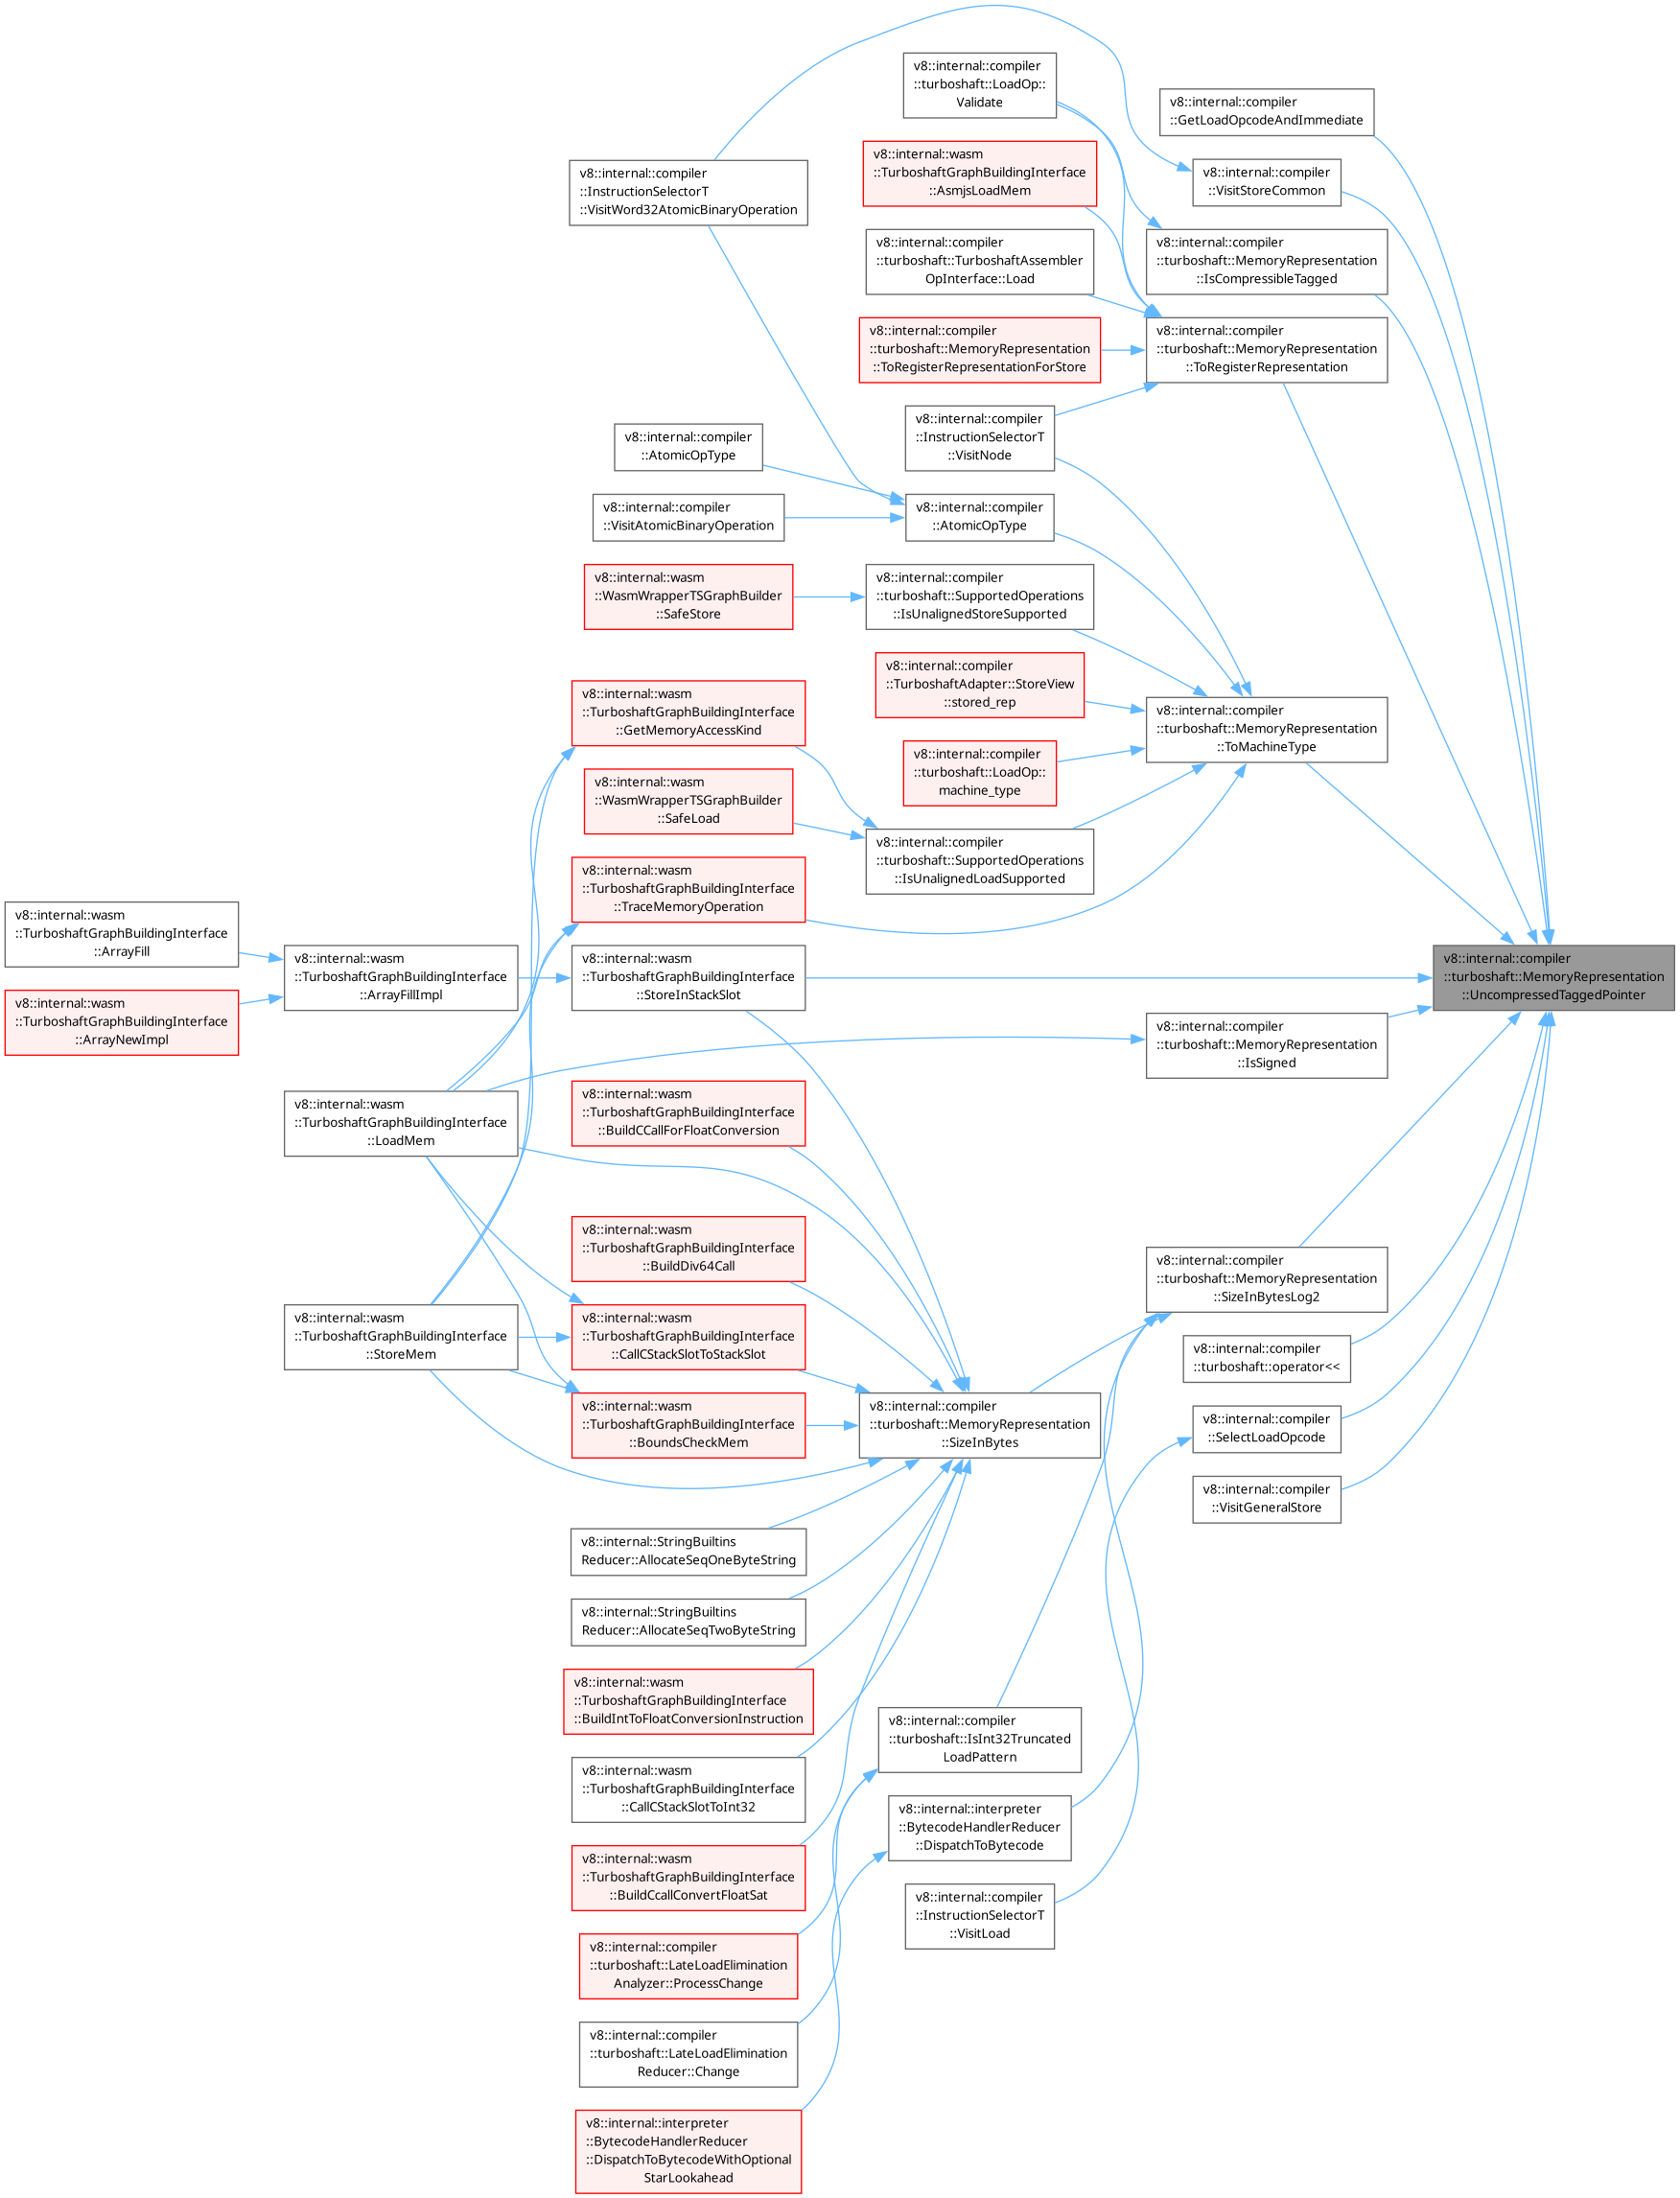 v8::internal::compiler
::turboshaft::LoadOp::
Validate
v8::internal::compiler
::GetLoadOpcodeAndImmediate
v8::internal::wasm
::TurboshaftGraphBuildingInterface
::AsmjsLoadMem
v8::internal::compiler
::InstructionSelectorT
::VisitWord32AtomicBinaryOperation
v8::internal::compiler
::VisitStoreCommon
v8::internal::compiler
::turboshaft::TurboshaftAssembler
OpInterface::Load
v8::internal::compiler
::turboshaft::MemoryRepresentation
::IsCompressibleTagged
v8::internal::compiler
::turboshaft::MemoryRepresentation
::ToRegisterRepresentationForStore
v8::internal::compiler
::turboshaft::MemoryRepresentation
::ToRegisterRepresentation
v8::internal::compiler
::InstructionSelectorT
::VisitNode
v8::internal::compiler
::AtomicOpType
v8::internal::compiler
::VisitAtomicBinaryOperation
v8::internal::compiler
::AtomicOpType
v8::internal::wasm
::WasmWrapperTSGraphBuilder
::SafeStore
v8::internal::compiler
::turboshaft::SupportedOperations
::IsUnalignedStoreSupported
v8::internal::compiler
::TurboshaftAdapter::StoreView
::stored_rep
v8::internal::wasm
::TurboshaftGraphBuildingInterface
::GetMemoryAccessKind
v8::internal::compiler
::turboshaft::MemoryRepresentation
::ToMachineType
v8::internal::compiler
::turboshaft::LoadOp::
machine_type
v8::internal::wasm
::WasmWrapperTSGraphBuilder
::SafeLoad
v8::internal::compiler
::turboshaft::SupportedOperations
::IsUnalignedLoadSupported
v8::internal::wasm
::TurboshaftGraphBuildingInterface
::TraceMemoryOperation
v8::internal::wasm
::TurboshaftGraphBuildingInterface
::ArrayFill
v8::internal::wasm
::TurboshaftGraphBuildingInterface
::ArrayFillImpl
v8::internal::wasm
::TurboshaftGraphBuildingInterface
::StoreInStackSlot
v8::internal::compiler
::turboshaft::MemoryRepresentation
::UncompressedTaggedPointer
v8::internal::wasm
::TurboshaftGraphBuildingInterface
::ArrayNewImpl
v8::internal::compiler
::turboshaft::MemoryRepresentation
::IsSigned
v8::internal::wasm
::TurboshaftGraphBuildingInterface
::LoadMem
v8::internal::wasm
::TurboshaftGraphBuildingInterface
::BuildCCallForFloatConversion
v8::internal::wasm
::TurboshaftGraphBuildingInterface
::BuildDiv64Call
v8::internal::compiler
::turboshaft::MemoryRepresentation
::SizeInBytesLog2
v8::internal::wasm
::TurboshaftGraphBuildingInterface
::StoreMem
v8::internal::wasm
::TurboshaftGraphBuildingInterface
::CallCStackSlotToStackSlot
v8::internal::compiler
::turboshaft::operator<<
v8::internal::wasm
::TurboshaftGraphBuildingInterface
::BoundsCheckMem
v8::internal::compiler
::turboshaft::MemoryRepresentation
::SizeInBytes
v8::internal::compiler
::SelectLoadOpcode
v8::internal::compiler
::VisitGeneralStore
v8::internal::StringBuiltins
Reducer::AllocateSeqOneByteString
v8::internal::StringBuiltins
Reducer::AllocateSeqTwoByteString
v8::internal::wasm
::TurboshaftGraphBuildingInterface
::BuildIntToFloatConversionInstruction
v8::internal::compiler
::turboshaft::IsInt32Truncated
LoadPattern
v8::internal::wasm
::TurboshaftGraphBuildingInterface
::CallCStackSlotToInt32
v8::internal::interpreter
::BytecodeHandlerReducer
::DispatchToBytecode
v8::internal::wasm
::TurboshaftGraphBuildingInterface
::BuildCcallConvertFloatSat
v8::internal::compiler
::InstructionSelectorT
::VisitLoad
v8::internal::compiler
::turboshaft::LateLoadElimination
Analyzer::ProcessChange
v8::internal::compiler
::turboshaft::LateLoadElimination
Reducer::Change
v8::internal::interpreter
::BytecodeHandlerReducer
::DispatchToBytecodeWithOptional
StarLookahead